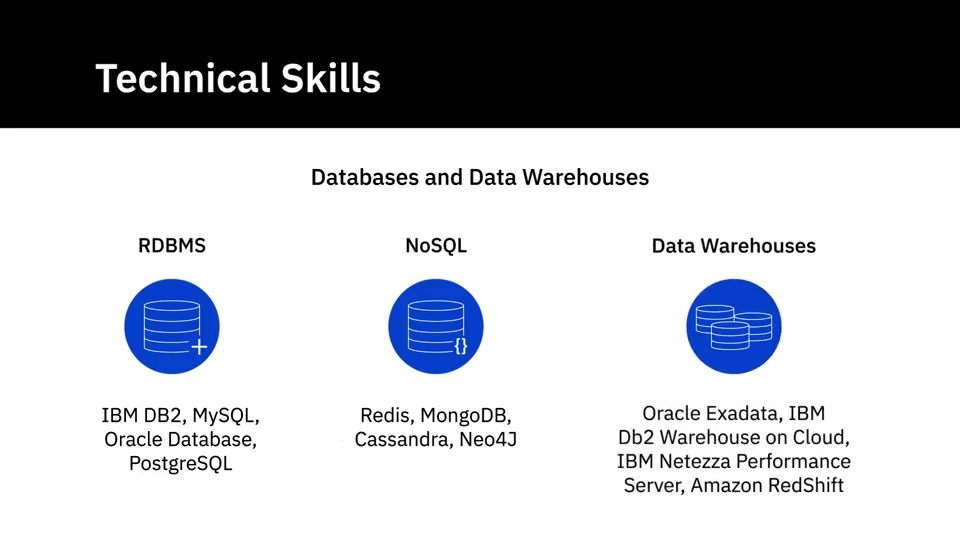 Technical Skills
Databases and Data Warehouses
RDBMS
IBM DB2, MySQL,
Oracle Database,
PostgreSQL
NoSQL
{}
Redis, MongoDB,
Cassandra, Neo4J
Data Warehouses
Oracle Exadata, IBM
Db2 Warehouse on Cloud,
IBM Netezza Performance
Server, Amazon RedShift